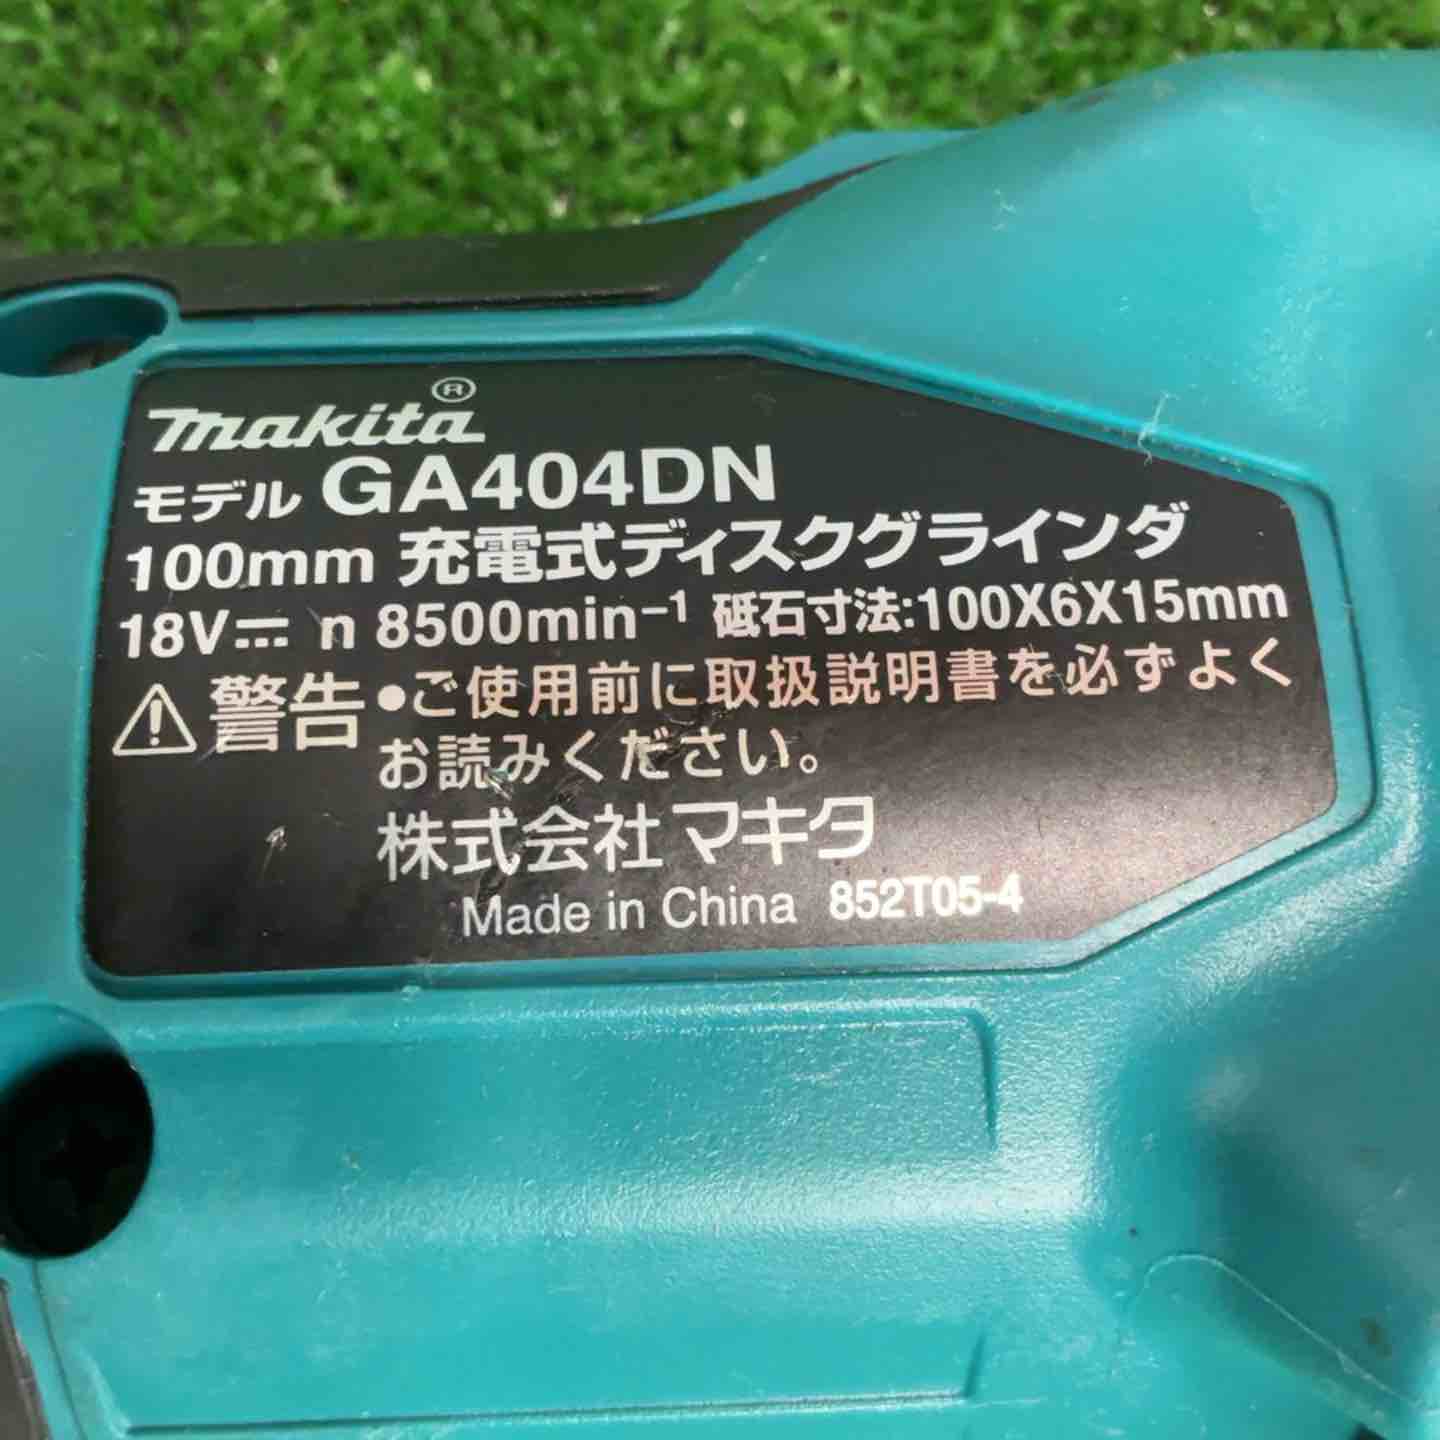 makita®
モデル GA404DN
100mm 充電式ディスクグラインダ
18V⎓ n 8500min⁻¹ 砥石寸法:100X6X15mm
⚠警告 ●ご使用前に取扱説明書を必ずよく
お読みください。
株式会社マキタ
Made in China 852T05-4